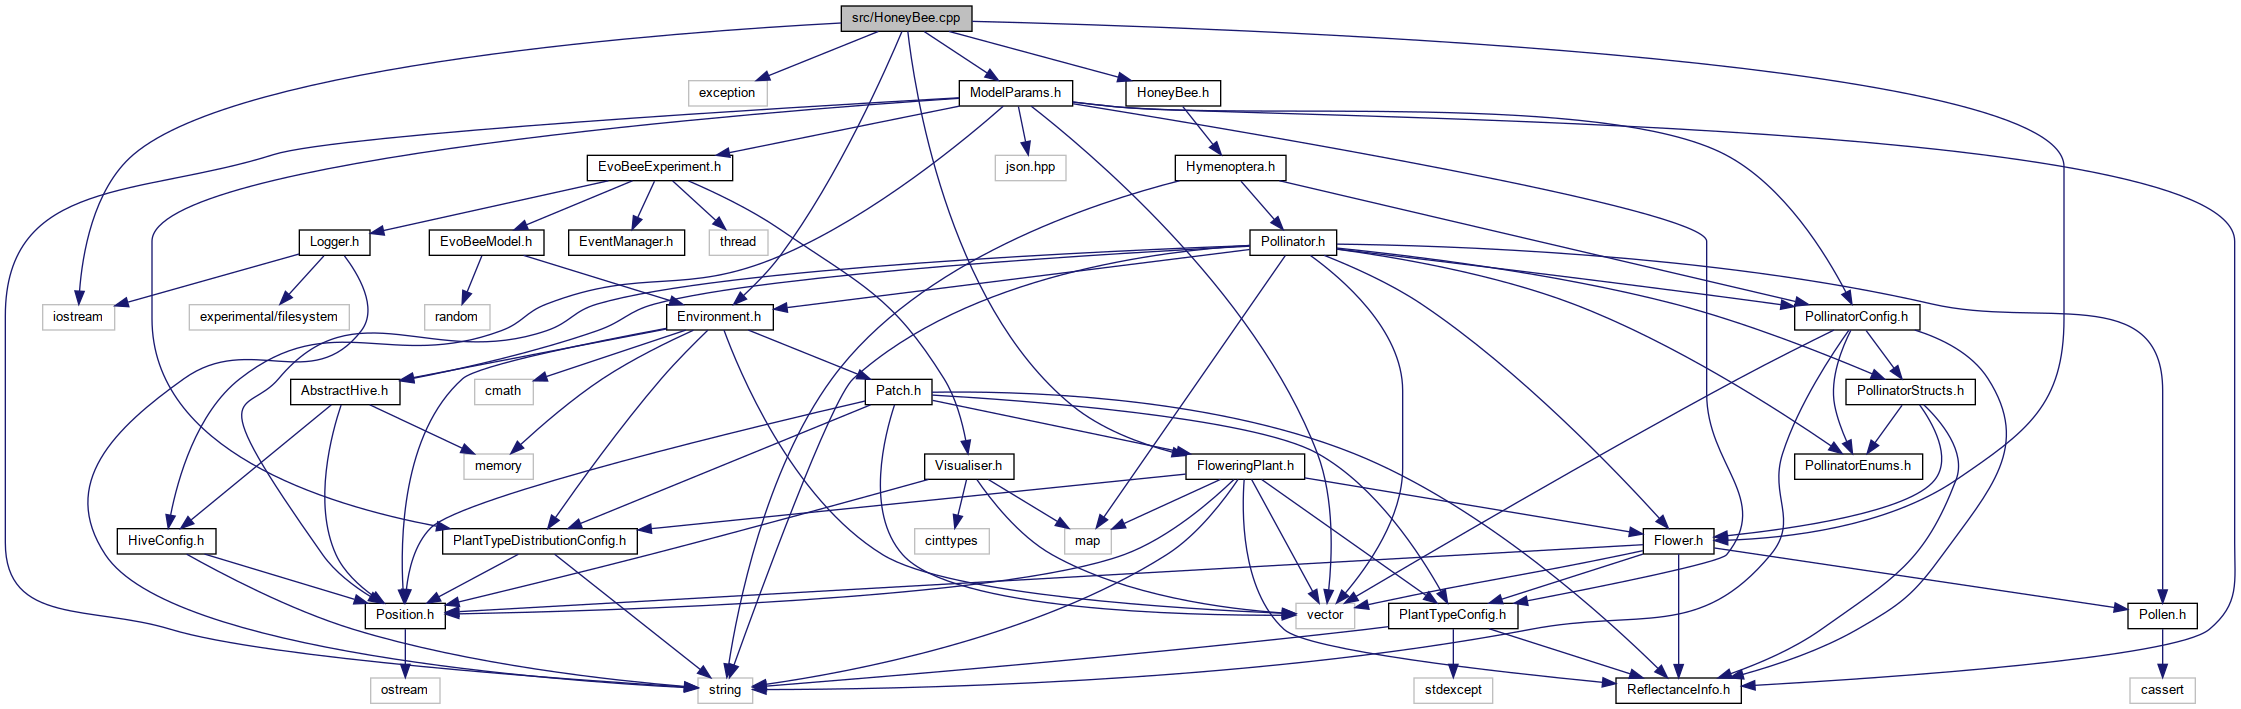 src/HoneyBee.cpp
exception
ModelParams.h
HoneyBee.h
EvoBeeExperiment.h
json.hpp
Hymenoptera.h
Logger.h
EvoBeeModel.h
EventManager.h
thread
Pollinator.h
iostream
experimental/filesystem
random
Environment.h
PollinatorConfig.h
AbstractHive.h
cmath
Patch.h
PollinatorStructs.h
memory
Visualiser.h
FloweringPlant.h
PollinatorEnums.h
HiveConfig.h
PlantTypeDistributionConfig.h
cinttypes
map
Flower.h
Position.h
vector
PlantTypeConfig.h
Pollen.h
ostream
string
stdexcept
ReflectanceInfo.h
cassert